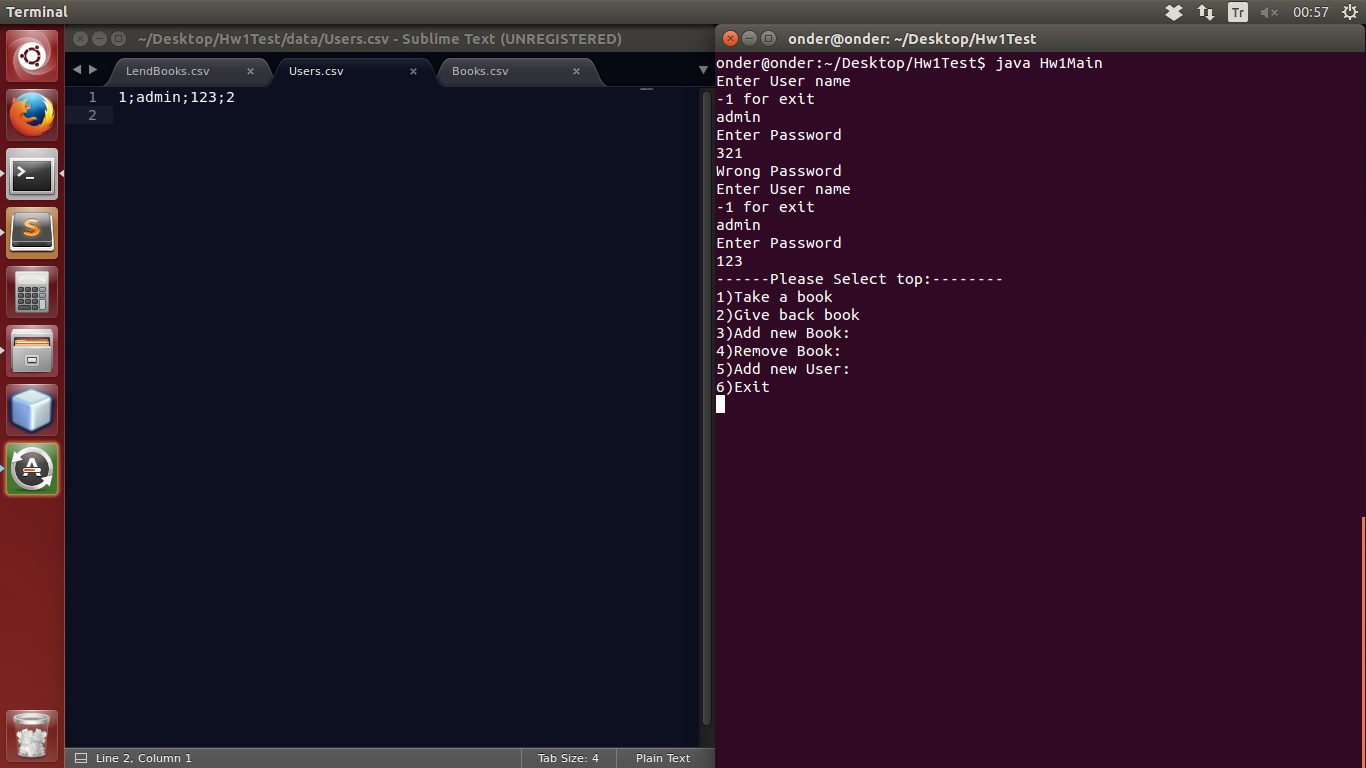 Terminal
Tr
00:57
~/Desktop/Hw1Test/data/Users.csv - Sublime Text (UNREGISTERED)
LendBooks.csv
Users.csv
Books.csv
1 1;admin;123;2
2
Line 2, Column 1
Tab Size: 4
Plain Text
onder@onder: ~/Desktop/Hw1Test
onder@onder:~/Desktop/Hw1Test$ java Hw1Main
Enter User name
-1 for exit
admin
Enter Password
321
Wrong Password
Enter User name
-1 for exit
admin
Enter Password
123
------Please Select top:--------
1)Take a book
2)Give back book
3)Add new Book:
4)Remove Book:
5)Add new User:
6)Exit